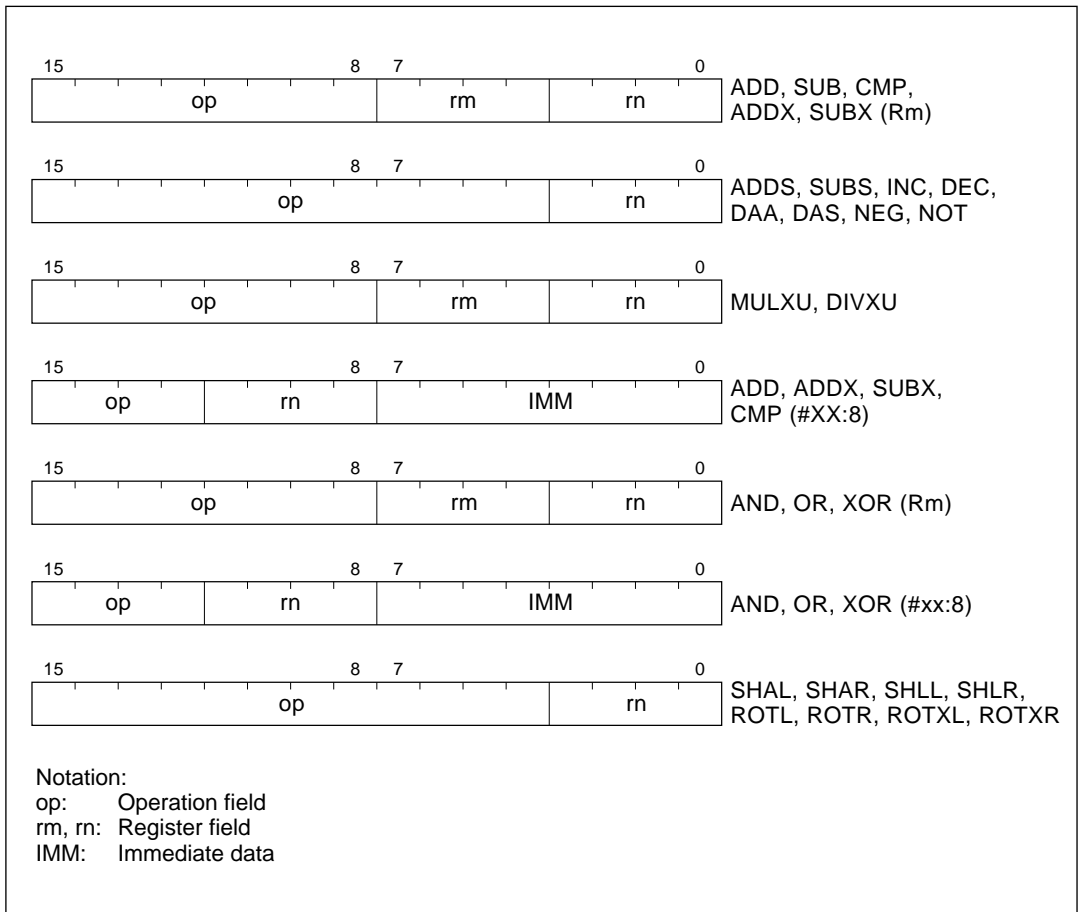 15 8 7 0
op rm rn
ADD, SUB, CMP,
ADDX, SUBX (Rm)
15 8 7 0
op rn
ADDS, SUBS, INC, DEC,
DAA, DAS, NEG, NOT
15 8 7 0
op rm rn
MULXU, DIVXU
15 8 7 0
op rn IMM
ADD, ADDX, SUBX,
CMP (#XX:8)
15 8 7 0
op rm rn
AND, OR, XOR (Rm)
15 8 7 0
op rn IMM
AND, OR, XOR (#xx:8)
15 8 7 0
op rn
SHAL, SHAR, SHLL, SHLR,
ROTL, ROTR, ROTXL, ROTXR
Notation:
op: Operation field
rm, rn: Register field
IMM: Immediate data